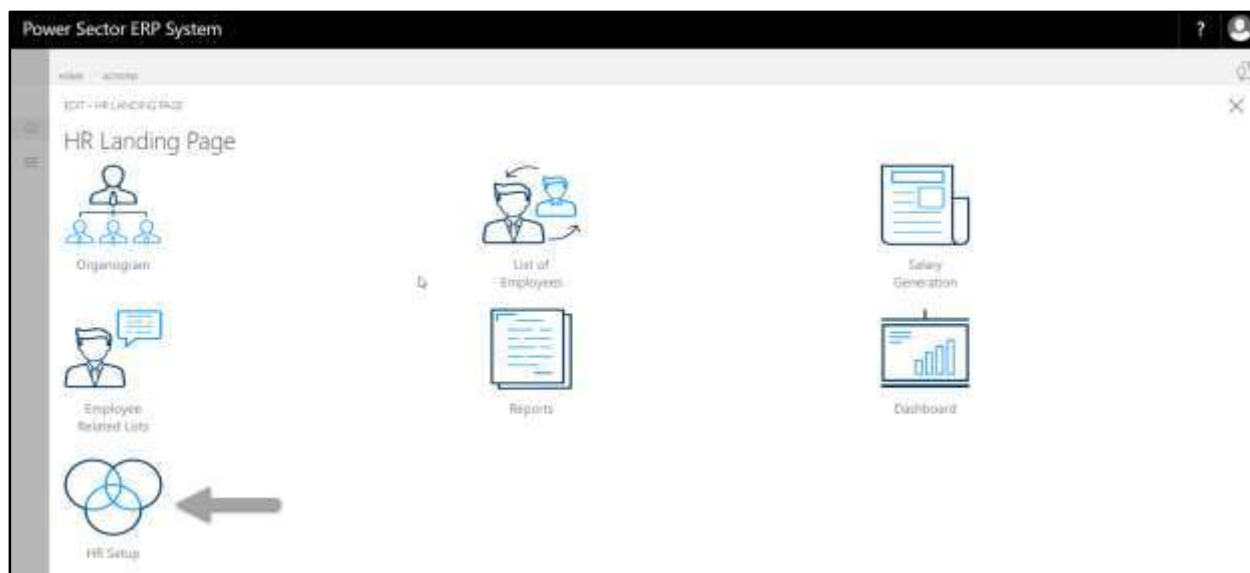 Power Sector ERP System
?
HOME ACTIONS
EDIT - HR LANDING PAGE
HR Landing Page
Organogram
List of
Employees
Salary
Generation
Employee
Related Lists
Reports
Dashboard
HR Setup